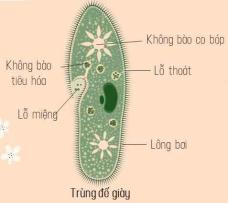 Không bào co bóp
Không bào
tiêu hóa
Lỗ thoát
Lỗ miệng
Lông bơi
Trùng đế giày